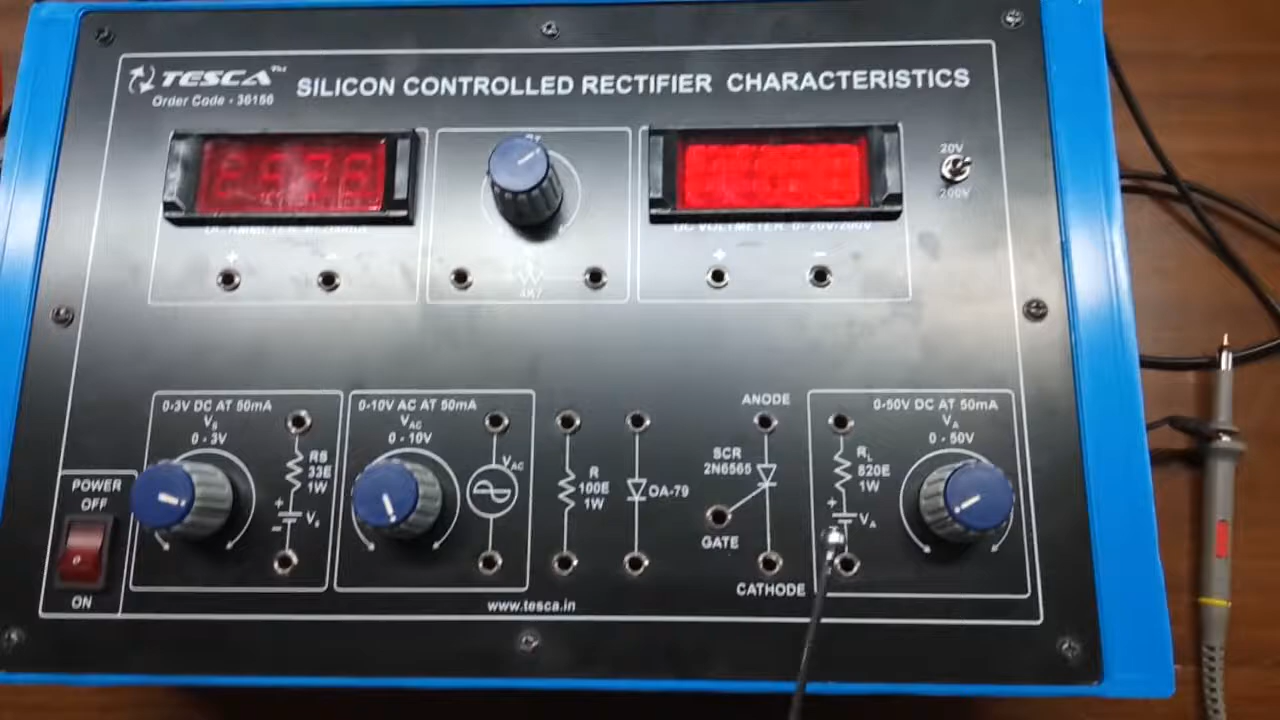 TESCA™
Order Code - 36156
SILICON CONTROLLED RECTIFIER CHARACTERISTICS
20V
200V
DC VOLTMETER 0-20V/200V
+
-
+
-
4K7
0-3V DC AT 50mA
VS
0 - 3V
RS
33E
1W
+
-
VS
0-10V AC AT 50mA
VAC
0 - 10V
VAC
R
100E
1W
OA-79
ANODE
SCR
2N6565
GATE
CATHODE
0-50V DC AT 50mA
VA
0 - 50V
RL
820E
1W
+
VA
POWER
OFF
ON
www.tesca.in